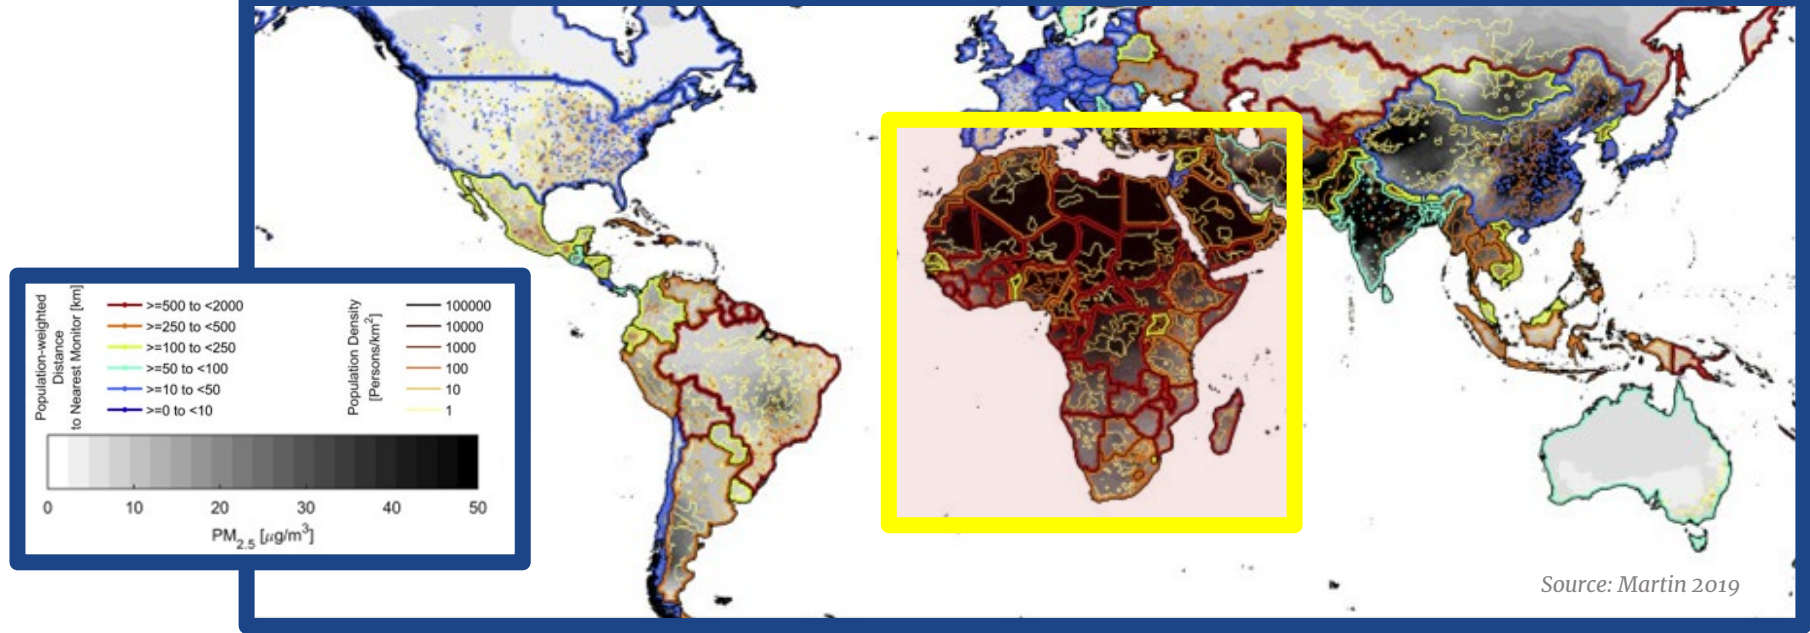 Population-weighted
Distance
to Nearest Monitor [km]
>=500 to <2000
>=250 to <500
>=100 to <250
>=50 to <100
>=10 to <50
>=0 to <10
Population Density
[Persons/km2]
100000
10000
1000
100
10
1
0 10 20 30 40 50
PM2.5 [μg/m3]
Source: Martin 2019